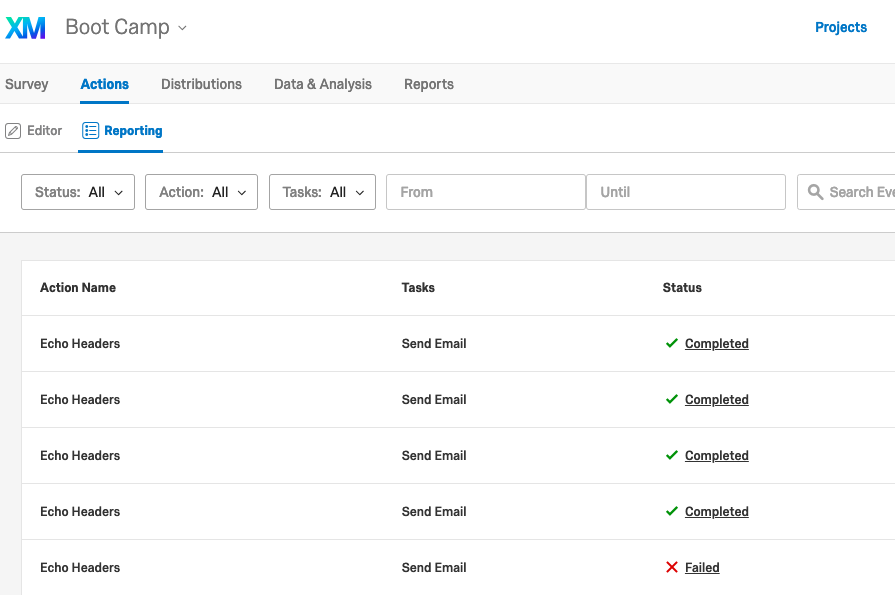 XM Boot Camp Projects
Survey Actions Distributions Data & Analysis Reports
Editor Reporting
Status: All Action: All Tasks: All From Until Search Eve
Action Name Tasks Status
Echo Headers Send Email Completed
Echo Headers Send Email Completed
Echo Headers Send Email Completed
Echo Headers Send Email Completed
Echo Headers Send Email Failed